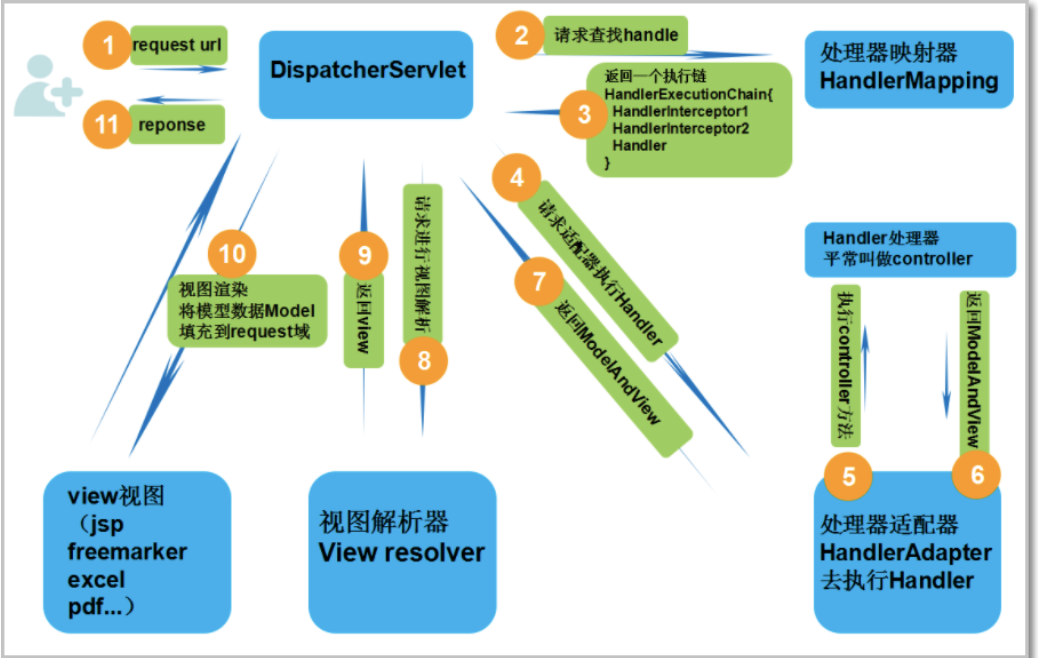 1
request url
11
reponse
DispatcherServlet
2
请求查找handle
处理器映射器
HandlerMapping
3
返回一个执行链
HandlerExecutionChain{
HandlerInterceptor1
HandlerInterceptor2
Handler
}
4
请求适配器执行Handler
7
返回ModelAndView
Handler处理器
平常叫做controller
执行controller方法
5
返回ModelAndView
6
处理器适配器
HandlerAdapter
去执行Handler
请求进行视图解析
8
9
返回view
视图解析器
View resolver
10
视图渲染
将模型数据Model
填充到request域
view视图
（jsp
freemarker
excel
pdf...）